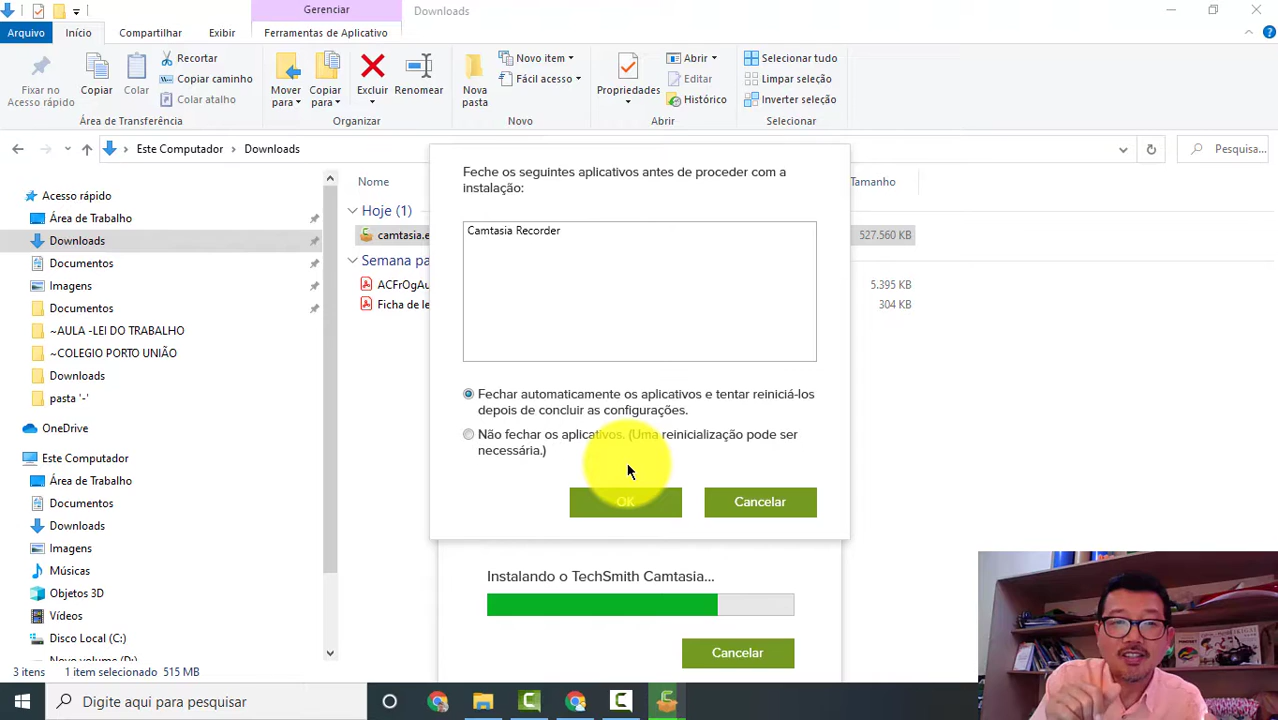 Gerenciar
Downloads
Arquivo
Início
Compartilhar
Exibir
Ferramentas de Aplicativo
Fixar no
Acesso rápido
Copiar
Colar
Recortar
Copiar caminho
Colar atalho
Mover
para
Copiar
para
Excluir
Renomear
Nova
pasta
Novo item
Fácil acesso
Propriedades
Abrir
Editar
Histórico
Selecionar tudo
Limpar seleção
Inverter seleção
Área de Transferência
Organizar
Novo
Abrir
Selecionar
Este Computador > Downloads
Pesquisa...
Nome
Tamanho
Acesso rápido
Área de Trabalho
Downloads
Documentos
Imagens
Documentos
~AULA -LEI DO TRABALHO
~COLEGIO PORTO UNIÃO
Downloads
pasta '-'
OneDrive
Este Computador
Área de Trabalho
Documentos
Downloads
Imagens
Músicas
Objetos 3D
Vídeos
Disco Local (C:)
Novo volume (D:)
Hoje (1)
camtasia.e
527.560 KB
Semana pa
ACFrOgAu
5.395 KB
Ficha de le
304 KB
Feche os seguintes aplicativos antes de proceder com a
instalação:
Camtasia Recorder
Fechar automaticamente os aplicativos e tentar reiniciá-los
depois de concluir as configurações.
Não fechar os aplicativos. (Uma reinicialização pode ser
necessária.)
OK
Cancelar
Instalando o TechSmith Camtasia...
Cancelar
3 itens
1 item selecionado 515 MB
Digite aqui para pesquisar